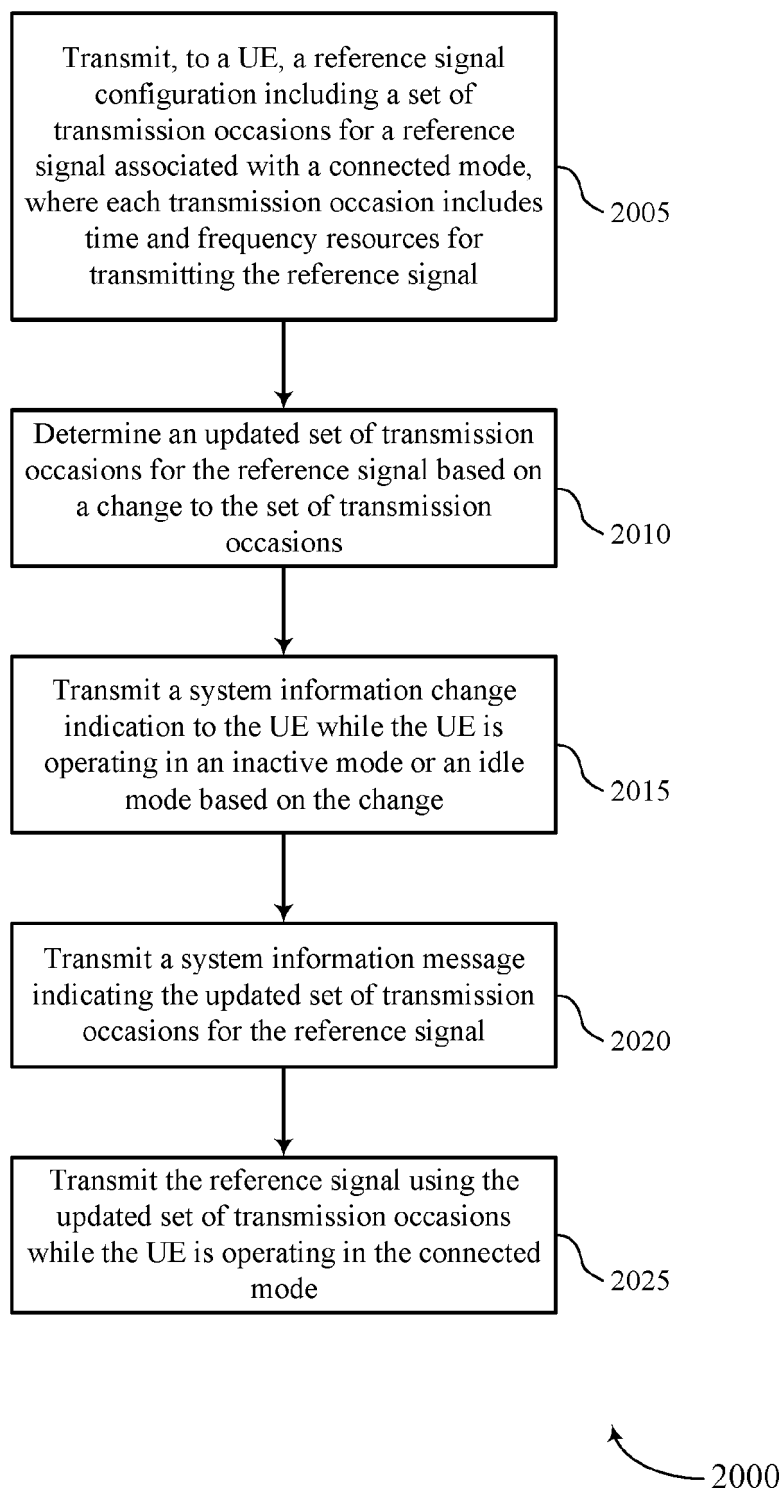 Transmit, to a UE, a reference signal
configuration including a set of
transmission occasions for a reference
signal associated with a connected mode,
where each transmission occasion includes
time and frequency resources for
transmitting the reference signal
2005
Determine an updated set of transmission
occasions for the reference signal based on
a change to the set of transmission
occasions
2010
Transmit a system information change
indication to the UE while the UE is
operating in an inactive mode or an idle
mode based on the change
2015
Transmit a system information message
indicating the updated set of transmission
occasions for the reference signal
2020
Transmit the reference signal using the
updated set of transmission occasions
while the UE is operating in the connected
mode
2025
2000